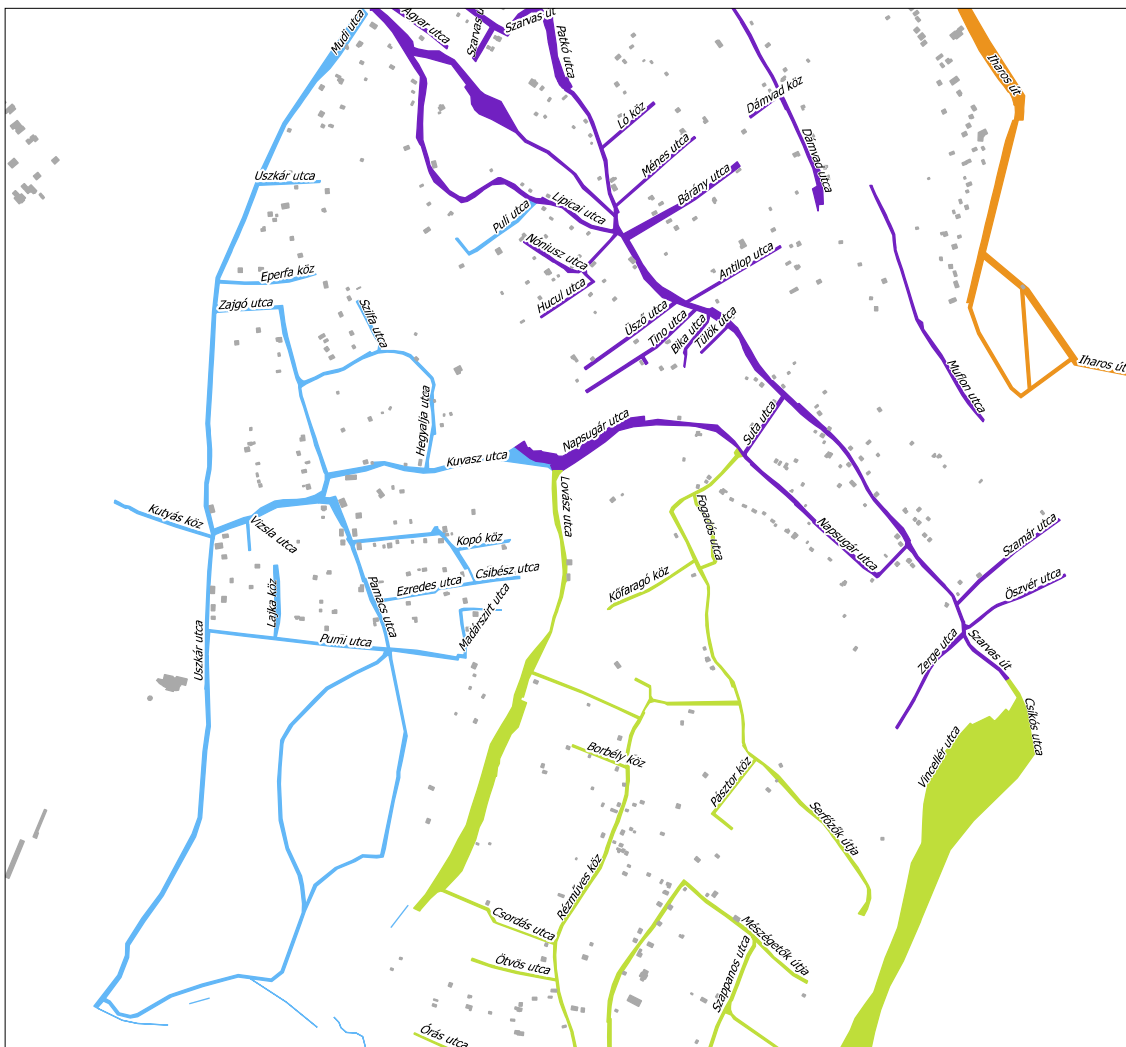 Mudi utca
Agyar utca
Szarvas út
Patkó utca
Iharos út
Dámvad köz
Ló köz
Dámvad utca
Ménes utca
Uszkár utca
Bárány utca
Puli utca
Lipicai utca
Nóniusz utca
Eperfa köz
Antilop utca
Hucul utca
Zajgó utca
Szilfa utca
Üsző utca
Tino utca
Bika utca
Tülök utca
Iharos út
Muflon utca
Hegyalja utca
Napsugár utca
Suta utca
Kuvasz utca
Lovász utca
Kutyás köz
Vizsla utca
Fogadós utca
Napsugár utca
Szamár utca
Kopó köz
Csibész utca
Ezredes utca
Kőfaragó köz
Öszvér utca
Lajka köz
Pamacs utca
Madárszirt utca
Pumi utca
Uszkár utca
Zerge utca
Szarvas út
Csikós utca
Vincellér utca
Borbély köz
Pásztor köz
Serfőzők útja
Rézműves köz
Csordás utca
Mészégetők útja
Ötvös utca
Szappanos utca
Órás utca